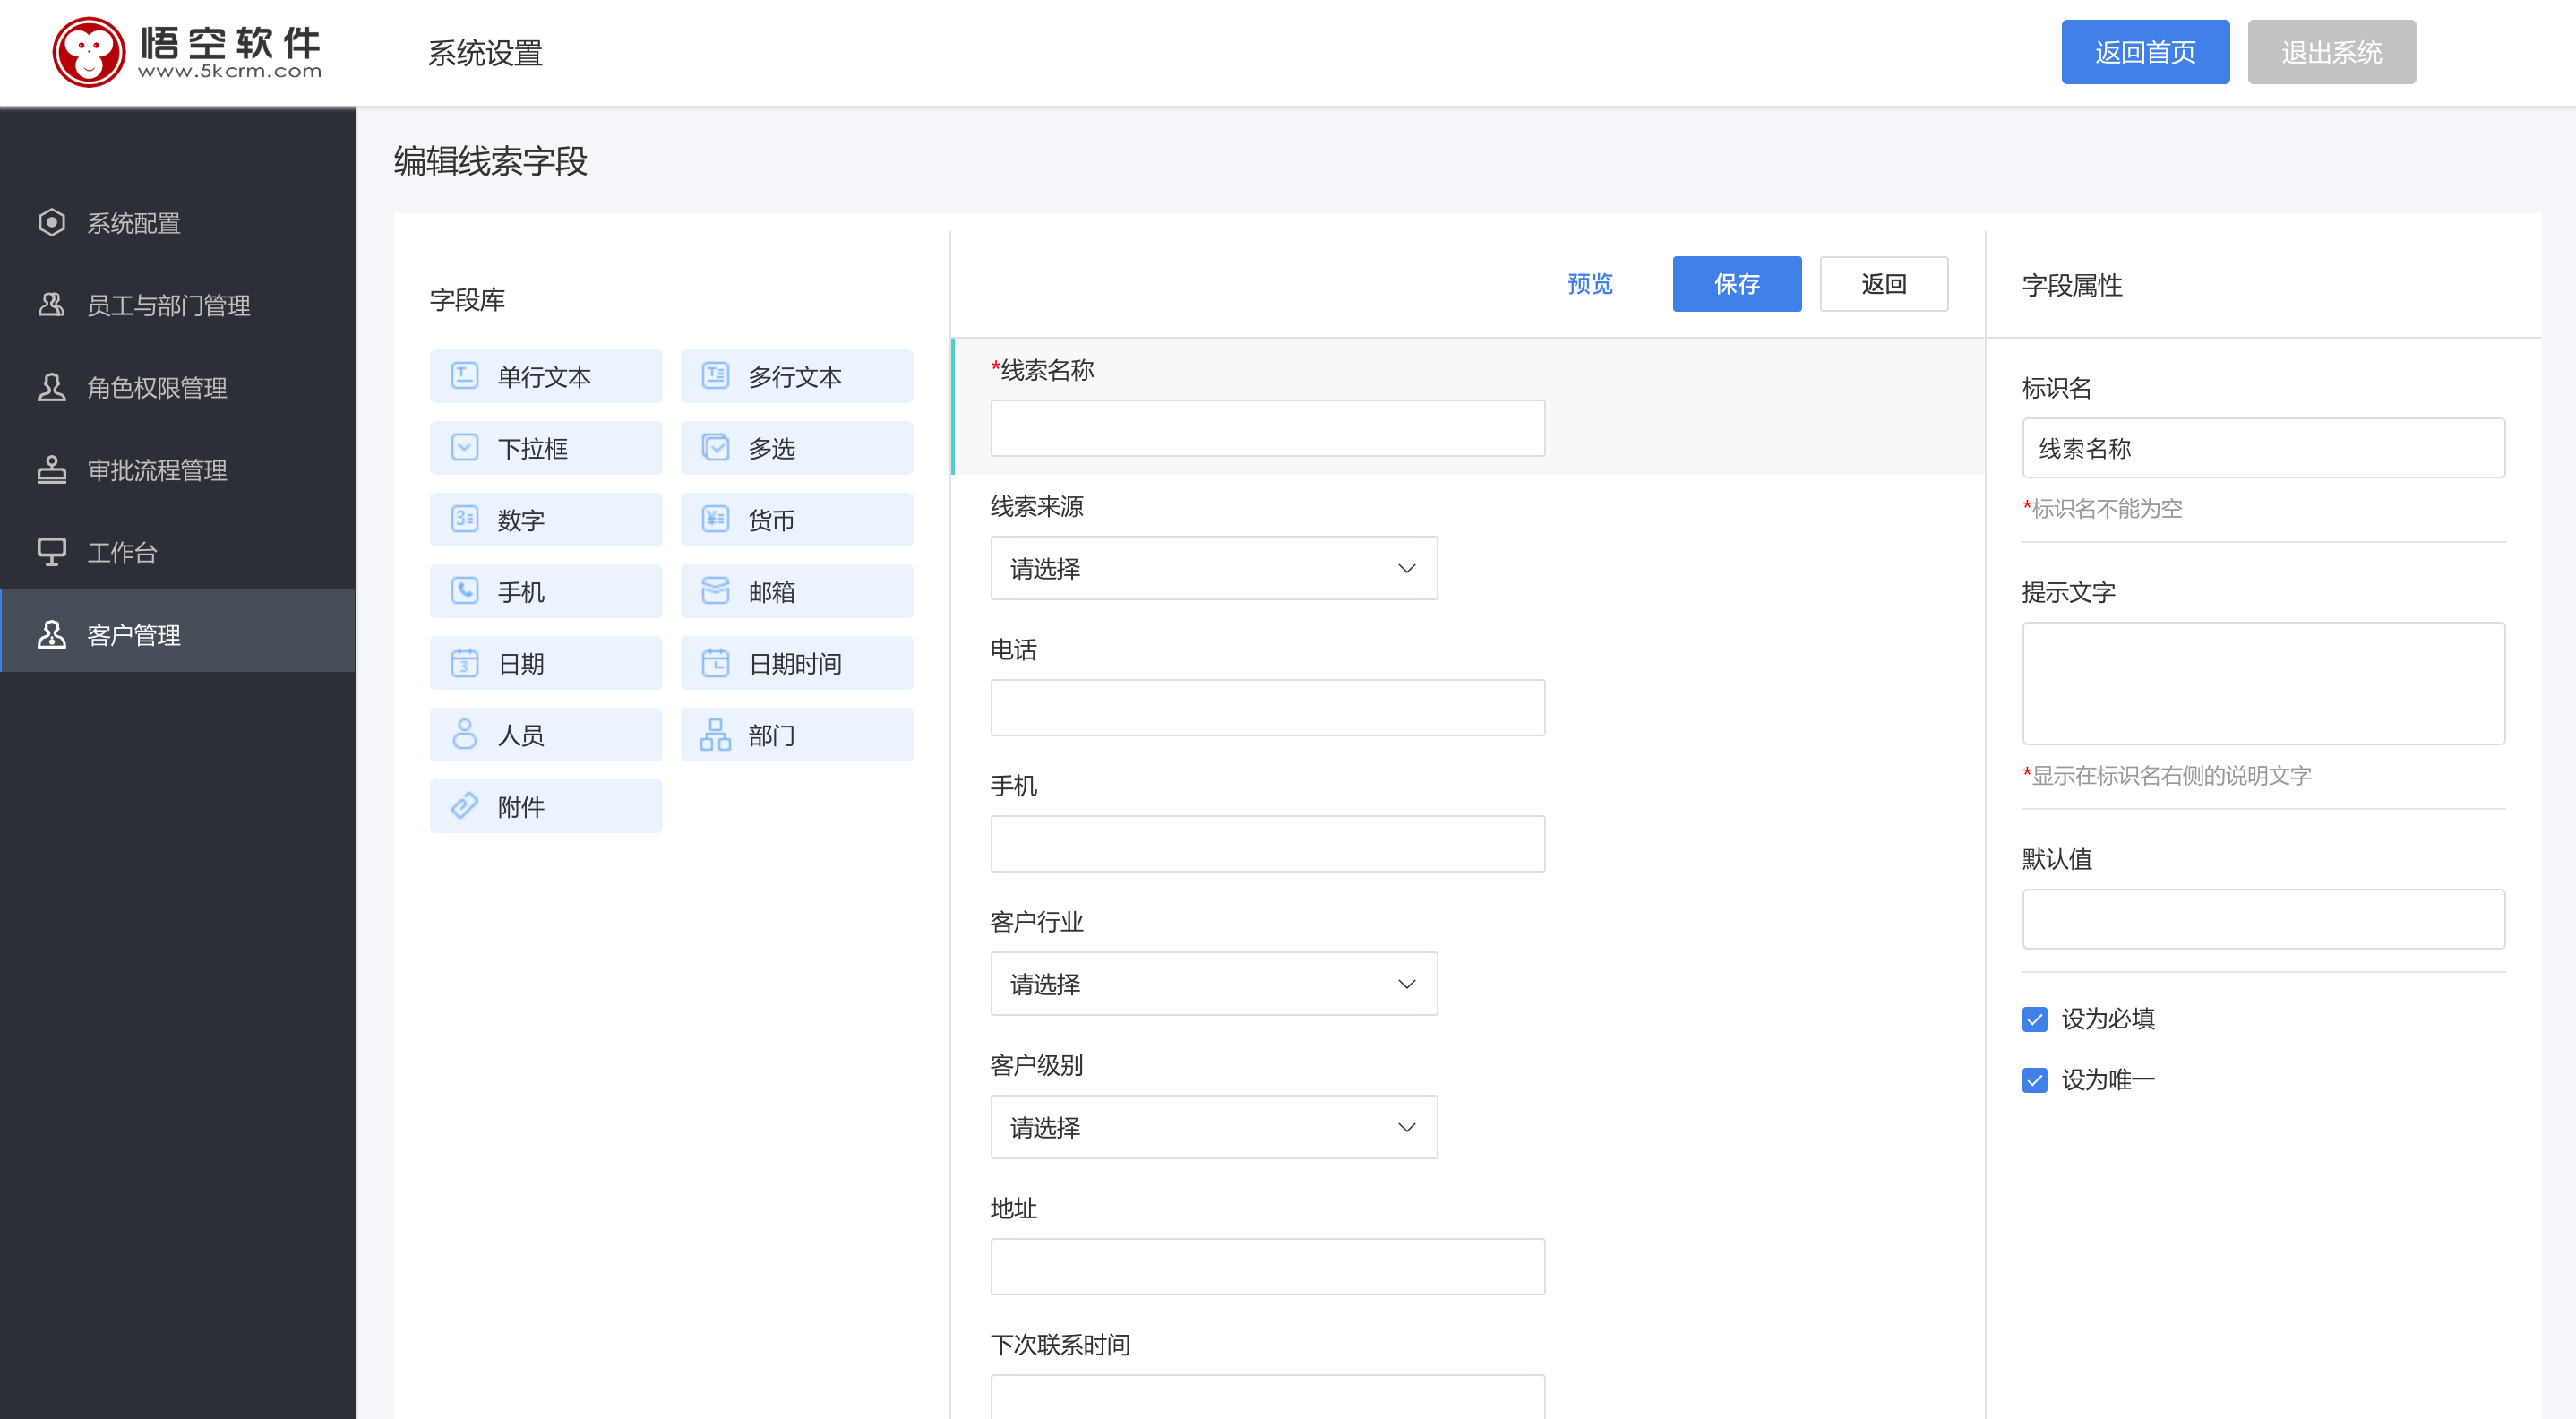 悟空软件
www.5kcrm.com
系统设置
返回首页
退出系统
系统配置
员工与部门管理
角色权限管理
审批流程管理
工作台
客户管理
编辑线索字段
字段库
单行文本
多行文本
下拉框
多选
数字
货币
手机
邮箱
日期
日期时间
人员
部门
附件
预览
保存
返回
*线索名称
线索来源
请选择
电话
手机
客户行业
请选择
客户级别
请选择
地址
下次联系时间
字段属性
标识名
线索名称
*标识名不能为空
提示文字
*显示在标识名右侧的说明文字
默认值
设为必填
设为唯一